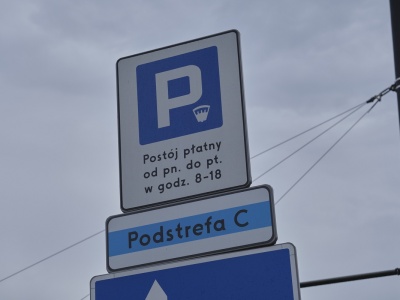 P
Postój płatny
od pn. do pt.
w godz. 8-18
Podstrefa C